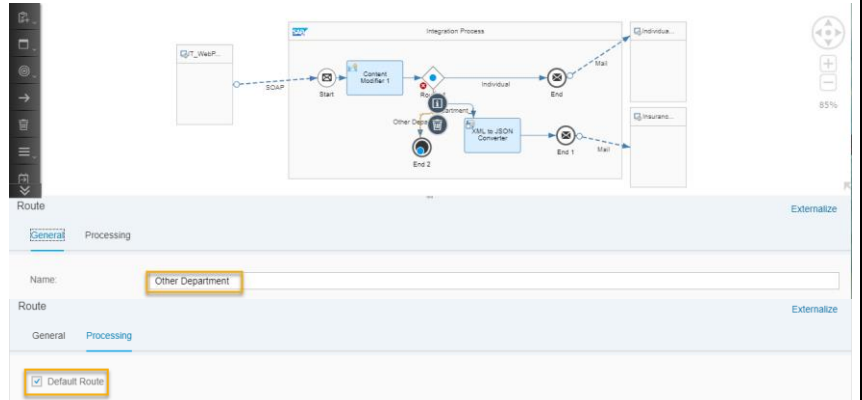 SAP
Integration Process
IT_WebP...
Individua...
SOAP
Start
Content
Modifier 1
Individual
End
Mail
85%
Other Depa
partment
XML to JSON
Converter
End 1
Mail
Insuranc...
End 2
Route
Externalize
General
Processing
Name:
Other Department
Route
Externalize
General
Processing
Default Route